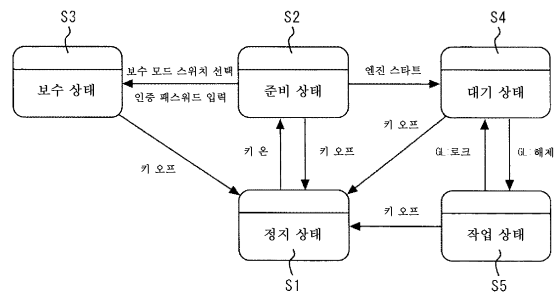 S3
S2
S4
보수 모드 스위치 선택
엔진 스타트
보수 상태
인증 패스워드 입력
준비 상태
대기 상태
키 오프
키 온
키 오프
키 오프
GL:로크
GL:해제
키 오프
정지 상태
작업 상태
S1
S5